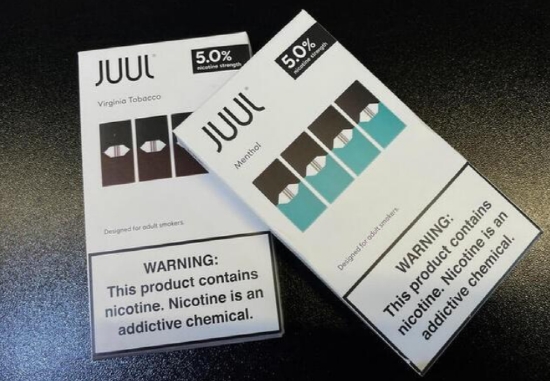 JUUL
5.0%
nicotine strength
Virginia Tobacco
Designed for adult smokers.
WARNING:
This product contains
nicotine. Nicotine is an
addictive chemical.
JUUL
5.0%
nicotine strength
Menthol
Designed for adult smokers.
WARNING:
This product contains
nicotine. Nicotine is an
addictive chemical.